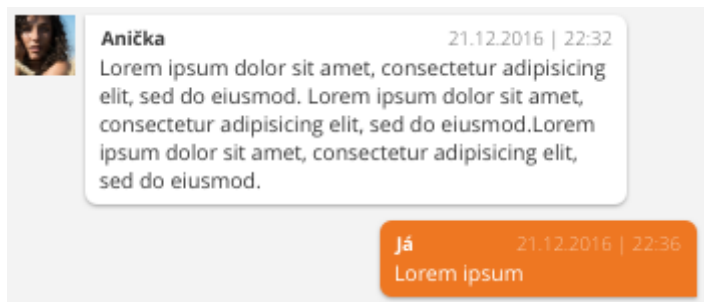 Anička 21.12.2016 | 22:32
Lorem ipsum dolor sit amet, consectetur adipisicing
elit, sed do eiusmod. Lorem ipsum dolor sit amet,
consectetur adipisicing elit, sed do eiusmod.Lorem
ipsum dolor sit amet, consectetur adipisicing elit,
sed do eiusmod.
Já 21.12.2016 | 22:36
Lorem ipsum